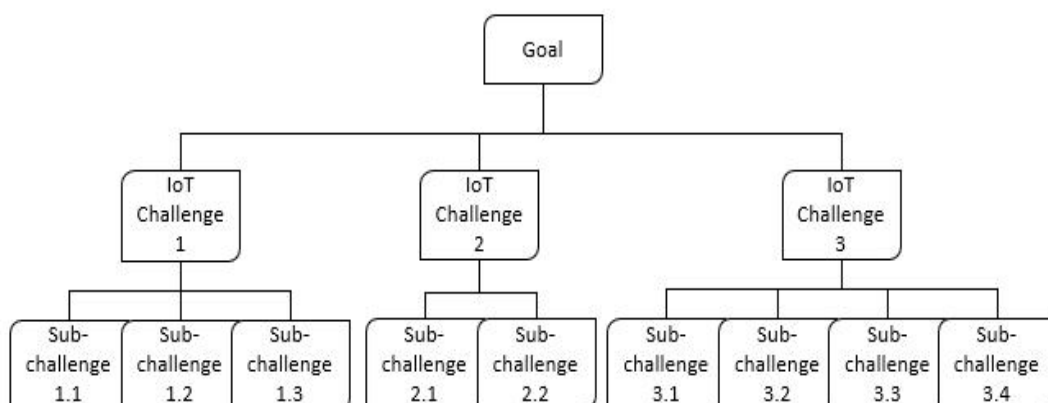 Goal
IoT
Challenge
1
IoT
Challenge
2
IoT
Challenge
3
Sub-
challenge
1.1
Sub-
challenge
1.2
Sub-
challenge
1.3
Sub-
challenge
2.1
Sub-
challenge
2.2
Sub-
challenge
3.1
Sub-
challenge
3.2
Sub-
challenge
3.3
Sub-
challenge
3.4